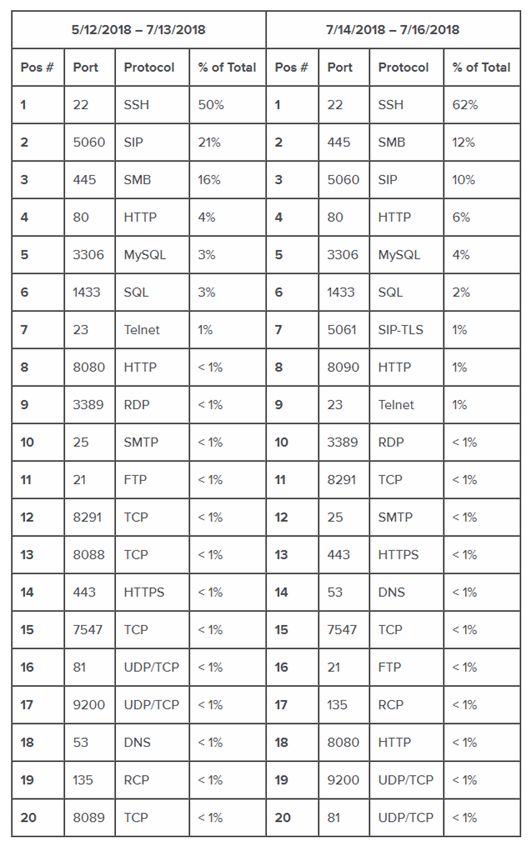 5/12/2018 – 7/13/2018 7/14/2018 – 7/16/2018
Pos # Port Protocol % of Total Pos # Port Protocol % of Total
1 22 SSH 50% 1 22 SSH 62%
2 5060 SIP 21% 2 445 SMB 12%
3 445 SMB 16% 3 5060 SIP 10%
4 80 HTTP 4% 4 80 HTTP 6%
5 3306 MySQL 3% 5 3306 MySQL 4%
6 1433 SQL 3% 6 1433 SQL 2%
7 23 Telnet 1% 7 5061 SIP-TLS 1%
8 8080 HTTP < 1% 8 8090 HTTP 1%
9 3389 RDP < 1% 9 23 Telnet 1%
10 25 SMTP < 1% 10 3389 RDP < 1%
11 21 FTP < 1% 11 8291 TCP < 1%
12 8291 TCP < 1% 12 25 SMTP < 1%
13 8088 TCP < 1% 13 443 HTTPS < 1%
14 443 HTTPS < 1% 14 53 DNS < 1%
15 7547 TCP < 1% 15 7547 TCP < 1%
16 81 UDP/TCP < 1% 16 21 FTP < 1%
17 9200 UDP/TCP < 1% 17 135 RCP < 1%
18 53 DNS < 1% 18 8080 HTTP < 1%
19 135 RCP < 1% 19 9200 UDP/TCP < 1%
20 8089 TCP < 1% 20 81 UDP/TCP < 1%